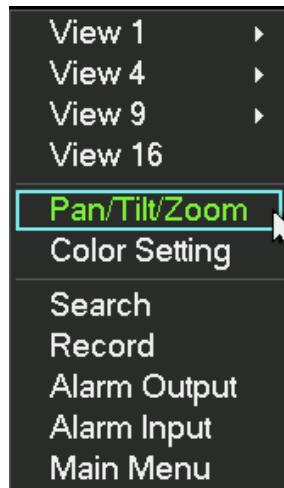 View 1
View 4
View 9
View 16
Pan/Tilt/Zoom
Color Setting
Search
Record
Alarm Output
Alarm Input
Main Menu